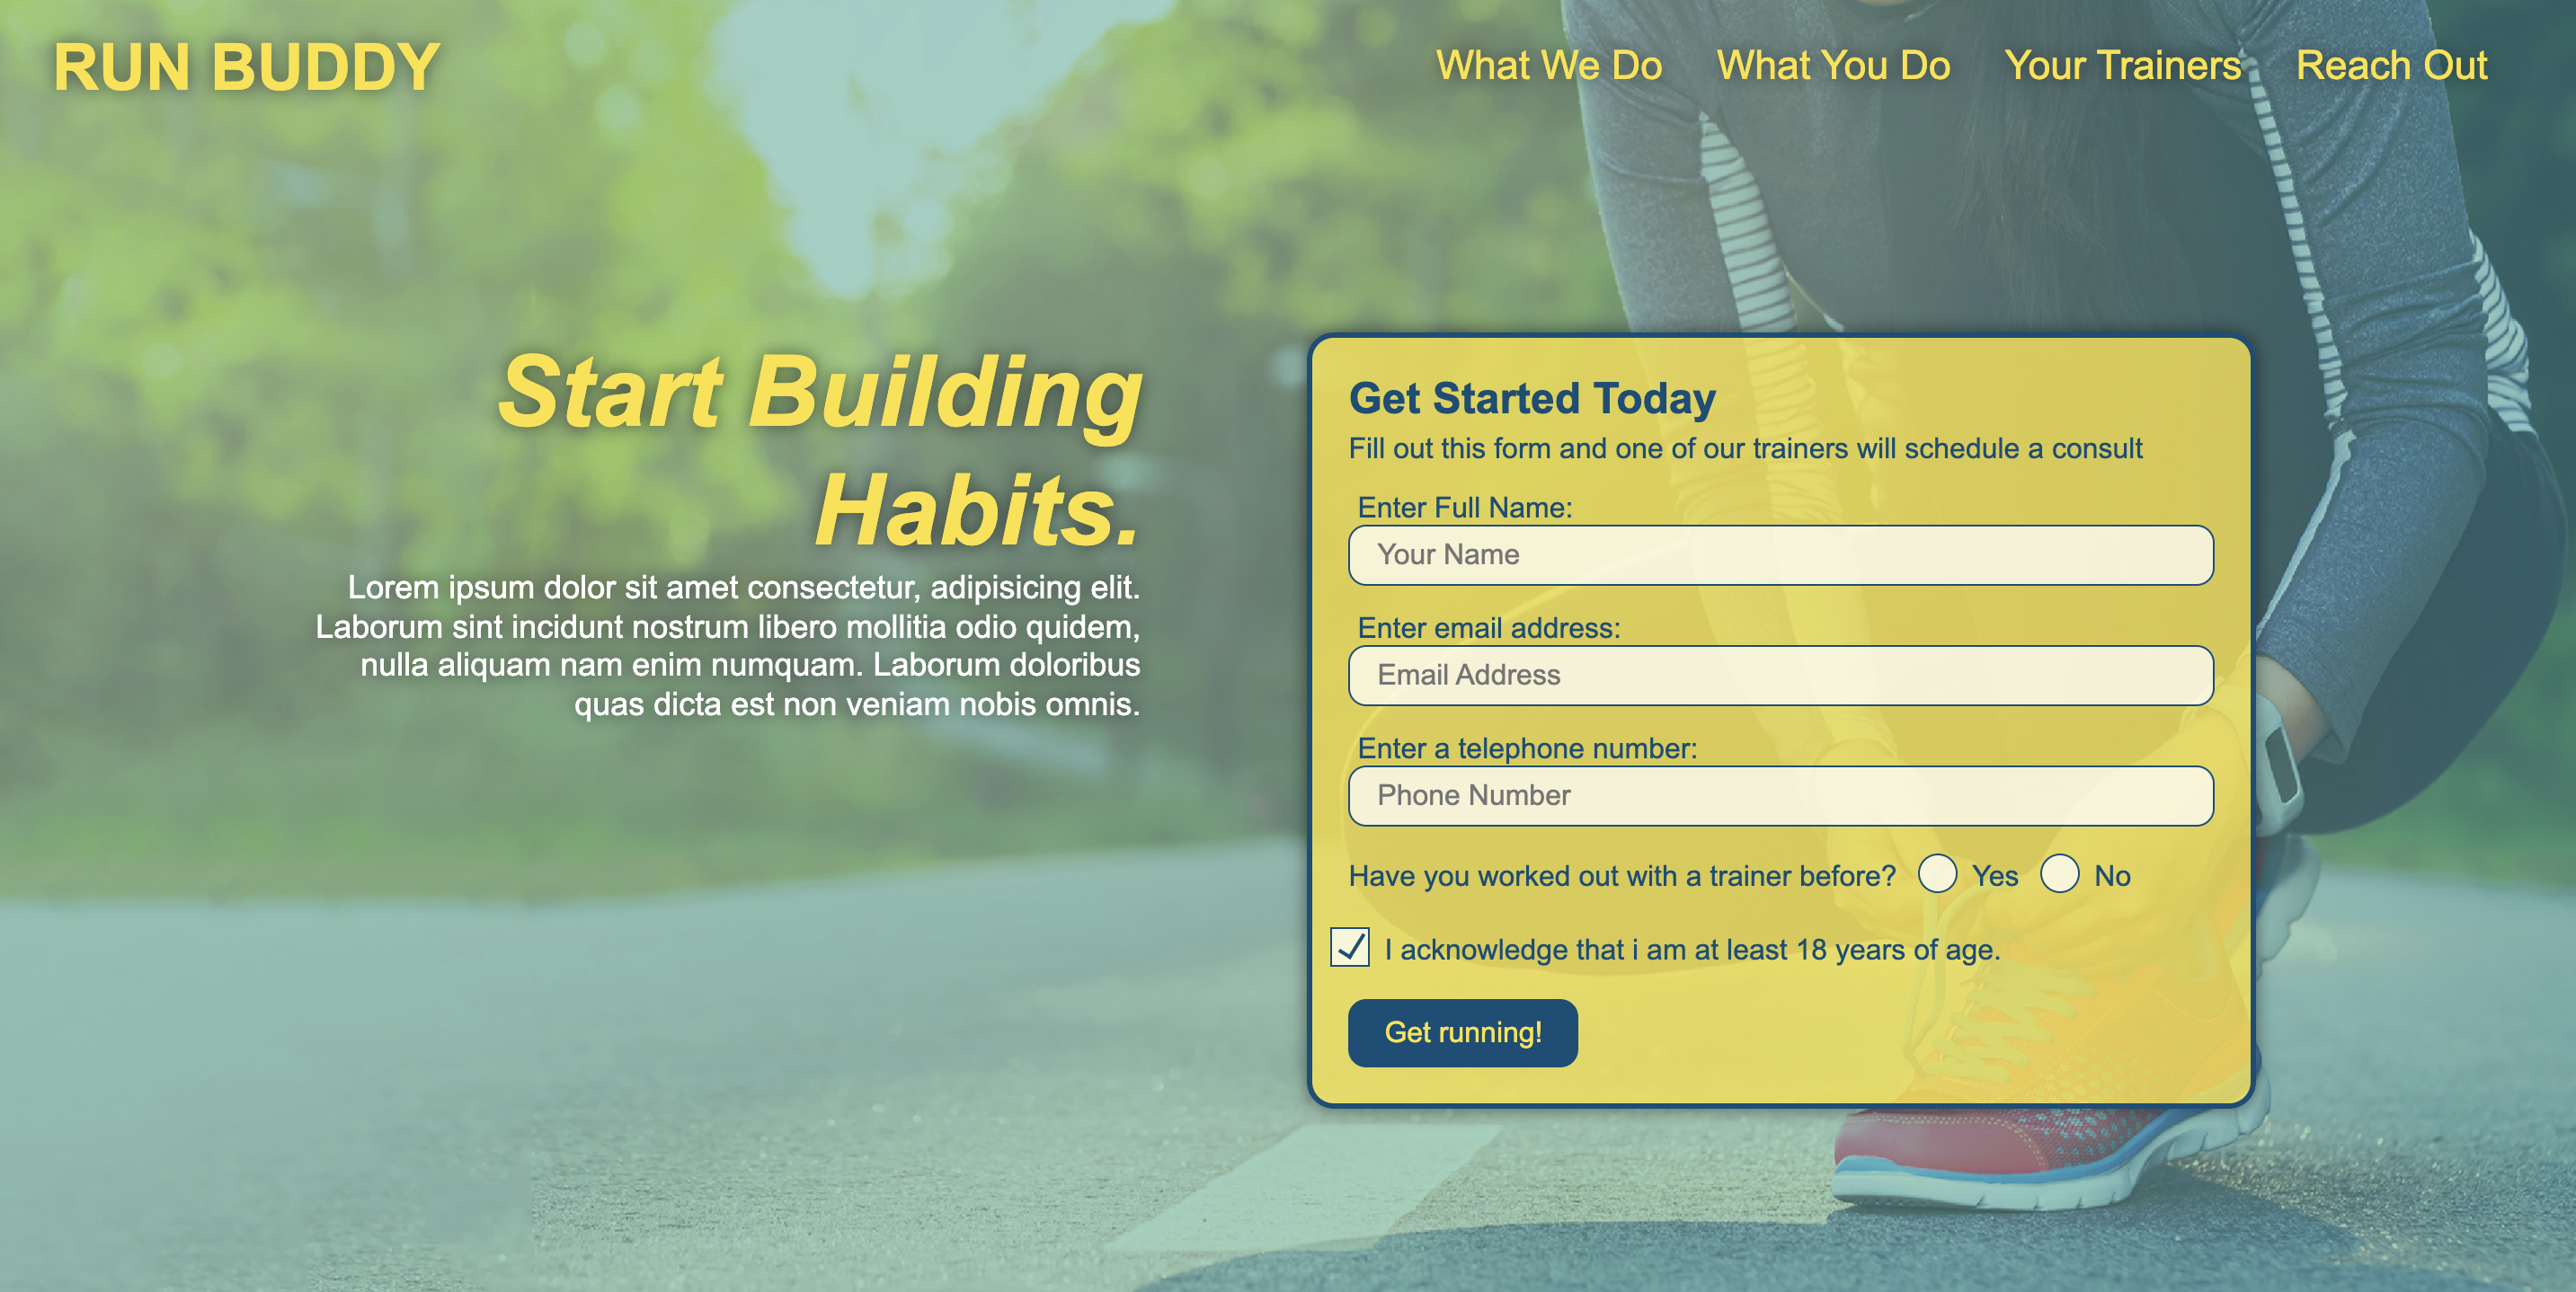 RUN BUDDY
What We Do What You Do Your Trainers Reach Out
Start Building
Habits.
Lorem ipsum dolor sit amet consectetur, adipisicing elit.
Laborum sint incidunt nostrum libero mollitia odio quidem,
nulla aliquam nam enim numquam. Laborum doloribus
quas dicta est non veniam nobis omnis.
Get Started Today
Fill out this form and one of our trainers will schedule a consult
Enter Full Name:
Your Name
Enter email address:
Email Address
Enter a telephone number:
Phone Number
Have you worked out with a trainer before? Yes No
I acknowledge that i am at least 18 years of age.
Get running!